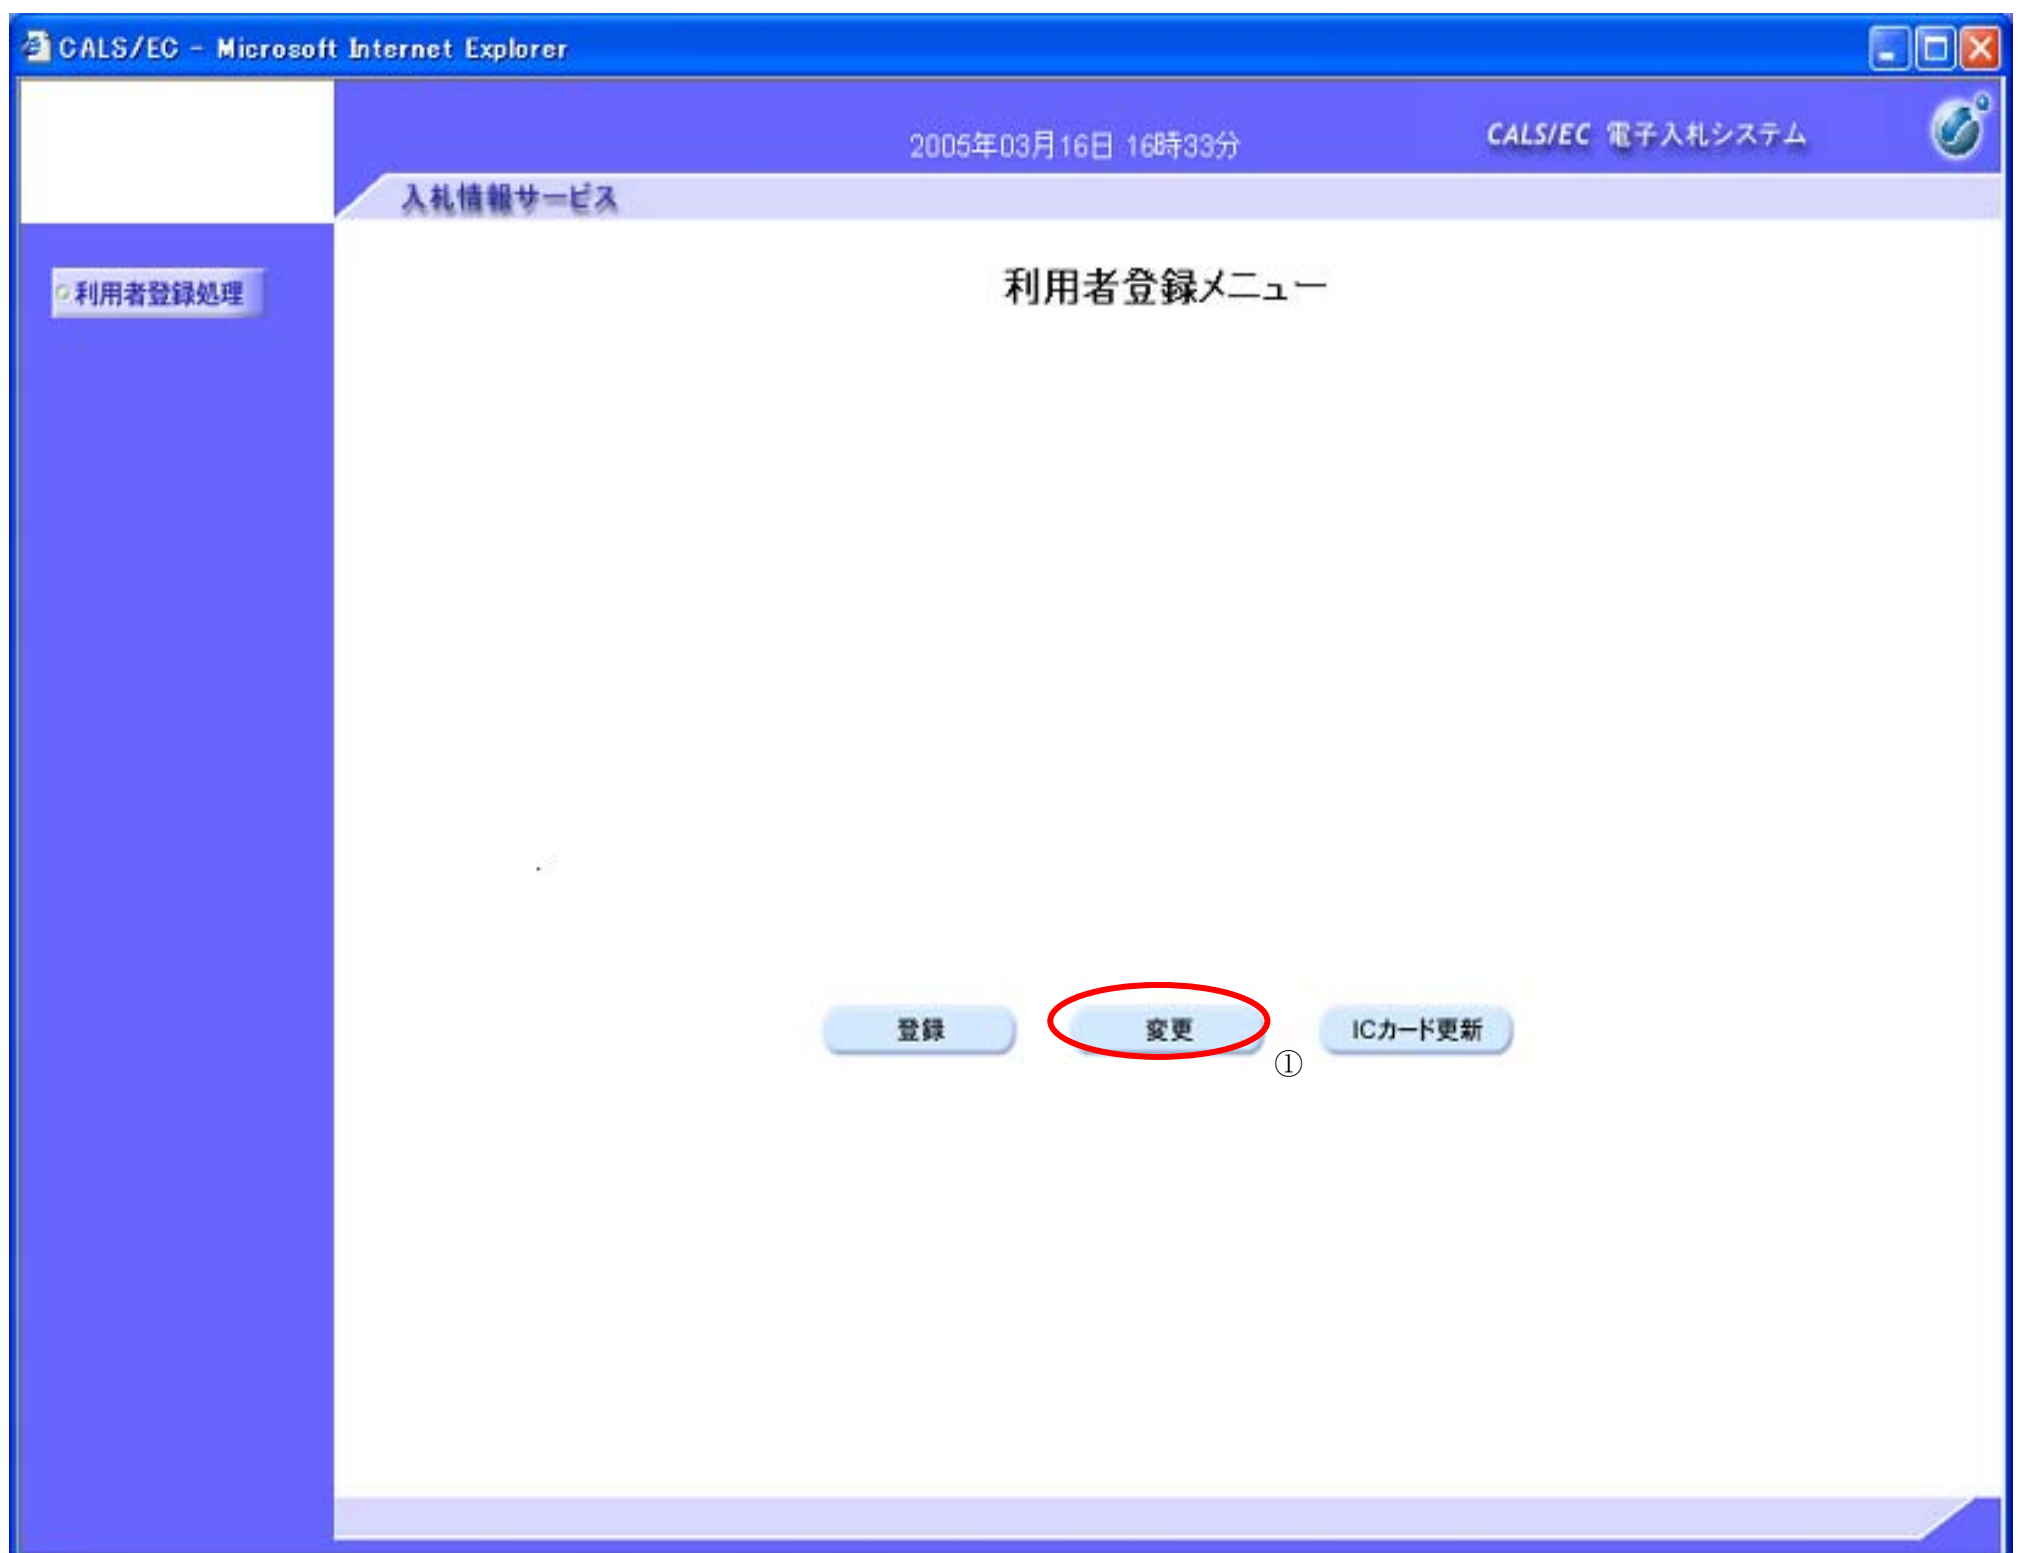 CALS/EC - Microsoft Internet Explorer
2005年03月16日 16時33分
CALS/EC 電子入札システム
入札情報サービス
利用者登録処理
利用者登録メニュー
登録
変更
ICカード更新
①